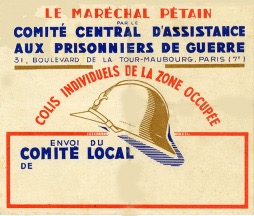 LE MARÉCHAL PÉTAIN
PAR LE
COMITÉ CENTRAL D'ASSISTANCE
AUX PRISONNIERS DE GUERRE
31, BOULEVARD DE LA TOUR-MAUBOURG. PARIS (7ᵉ)
COLIS INDIVIDUELS DE LA ZONE OCCUPÉE
ENVOI DU
COMITÉ LOCAL
DE